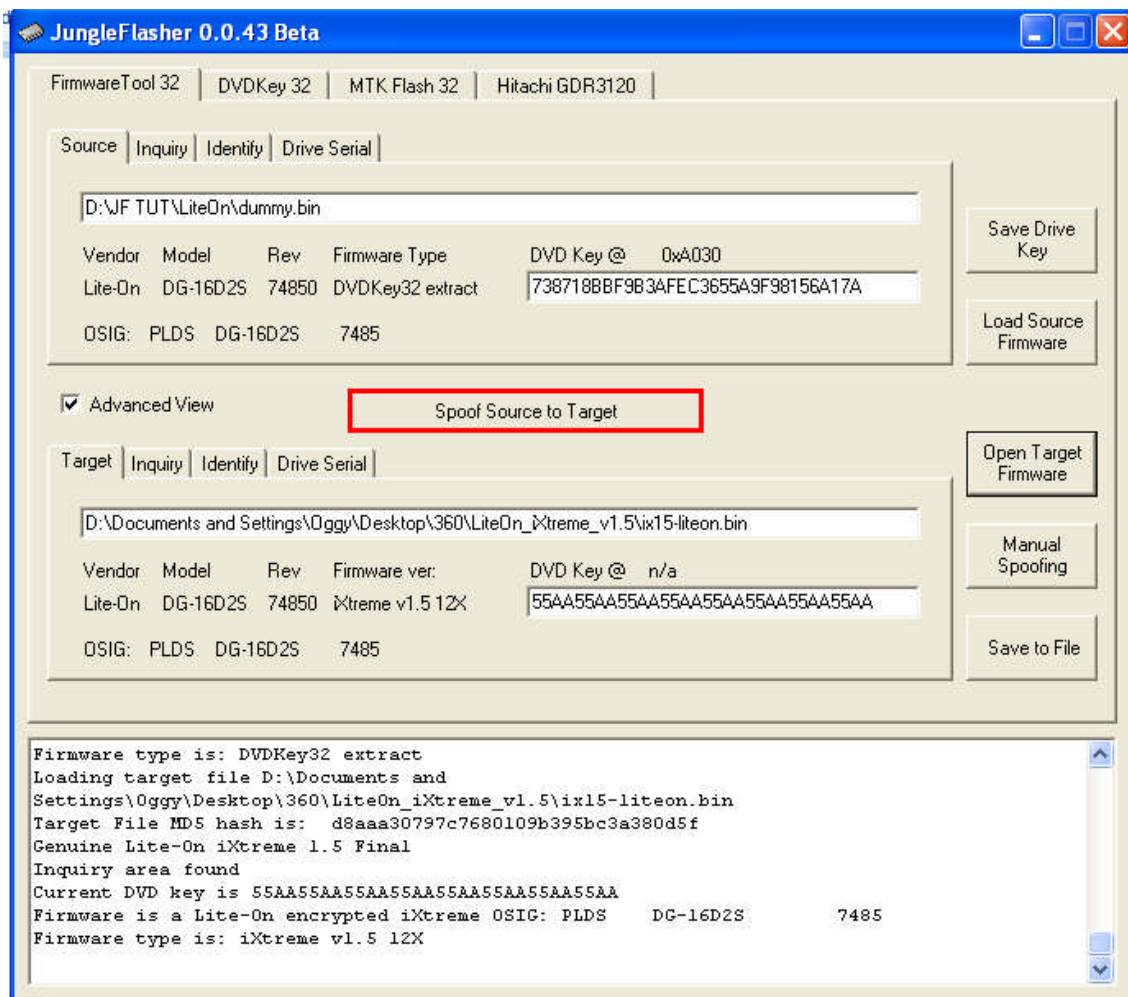 JungleFlasher 0.0.43 Beta
FirmwareTool 32 DVDKey 32 MTK Flash 32 Hitachi GDR3120
Source Inquiry Identify Drive Serial
D:\JF TUT\LiteOn\dummy.bin
Save Drive
Key
Vendor Model Rev Firmware Type DVD Key @ 0xA030
Lite-On DG-16D2S 74850 DVDKey32 extract 738718BBF9B3AFEC3655A9F98156A17A
Load Source
Firmware
OSIG: PLDS DG-16D2S 7485
Advanced View Spoof Source to Target
Open Target
Firmware
Target Inquiry Identify Drive Serial
D:\Documents and Settings\Oggy\Desktop\360\LiteOn_iXtreme_v1.5\ix15-liteon.bin
Manual
Spoofing
Vendor Model Rev Firmware ver: DVD Key @ n/a
Lite-On DG-16D2S 74850 iXtreme v1.5 12X 55AA55AA55AA55AA55AA55AA55AA55AA
OSIG: PLDS DG-16D2S 7485
Save to File
Firmware type is: DVDKey32 extract
Loading target file D:\Documents and
Settings\Oggy\Desktop\360\LiteOn_iXtreme_v1.5\ix15-liteon.bin
Target File MD5 hash is: d8aaa30797c7680109b395bc3a380d5f
Genuine Lite-On iXtreme 1.5 Final
Inquiry area found
Current DVD key is 55AA55AA55AA55AA55AA55AA55AA55AA
Firmware is a Lite-On encrypted iXtreme OSIG: PLDS DG-16D2S 7485
Firmware type is: iXtreme v1.5 12X